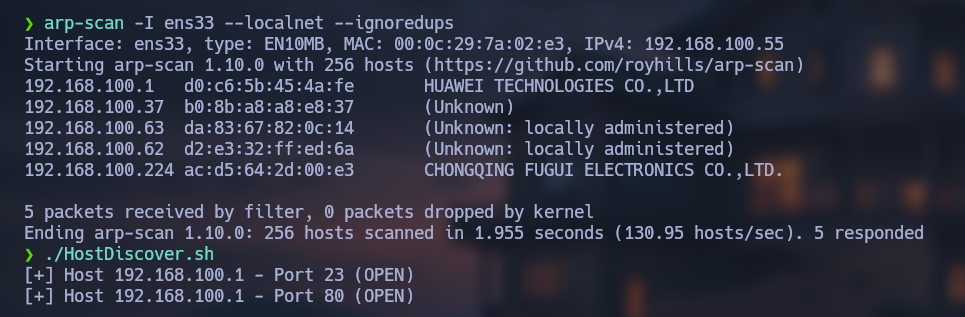 ❯ arp-scan -I ens33 --localnet --ignoredups
Interface: ens33, type: EN10MB, MAC: 00:0c:29:7a:02:e3, IPv4: 192.168.100.55
Starting arp-scan 1.10.0 with 256 hosts (https://github.com/royhills/arp-scan)
192.168.100.1   d0:c6:5b:45:4a:fe       HUAWEI TECHNOLOGIES CO.,LTD
192.168.100.37  b0:8b:a8:a8:e8:37       (Unknown)
192.168.100.63  da:83:67:82:0c:14       (Unknown: locally administered)
192.168.100.62  d2:e3:32:ff:ed:6a       (Unknown: locally administered)
192.168.100.224 ac:d5:64:2d:00:e3       CHONGQING FUGUI ELECTRONICS CO.,LTD.
5 packets received by filter, 0 packets dropped by kernel
Ending arp-scan 1.10.0: 256 hosts scanned in 1.955 seconds (130.95 hosts/sec). 5 responded
❯ ./HostDiscover.sh
[+] Host 192.168.100.1 - Port 23 (OPEN)
[+] Host 192.168.100.1 - Port 80 (OPEN)